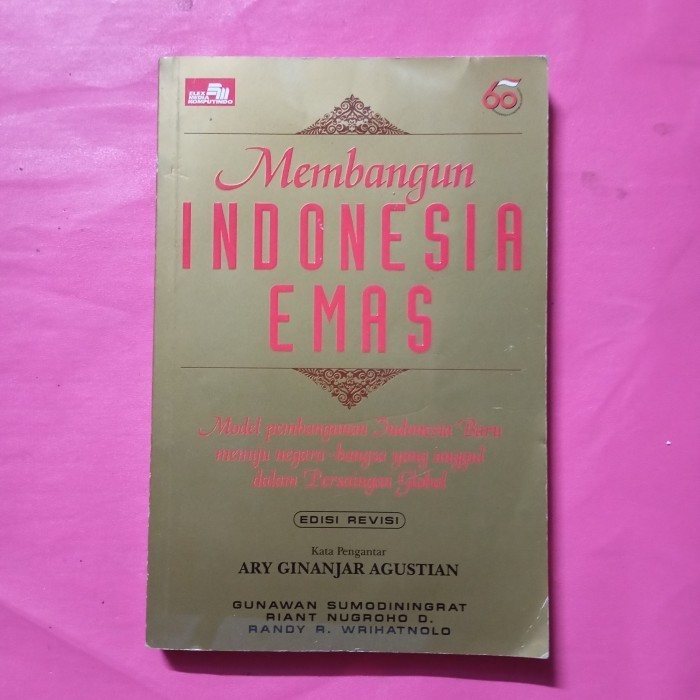 ELEX
MEDIA
KOMPUTINDO
60
Membangun
INDONESIA
EMAS
Model pembangunan Indonesia Baru
menuju negara-bangsa yang unggul
dalam Persaingan Global
EDISI REVISI
Kata Pengantar
ARY GINANJAR AGUSTIAN
GUNAWAN SUMODININGRAT
RIANT NUGROHO D.
RANDY R. WRIHATNOLO